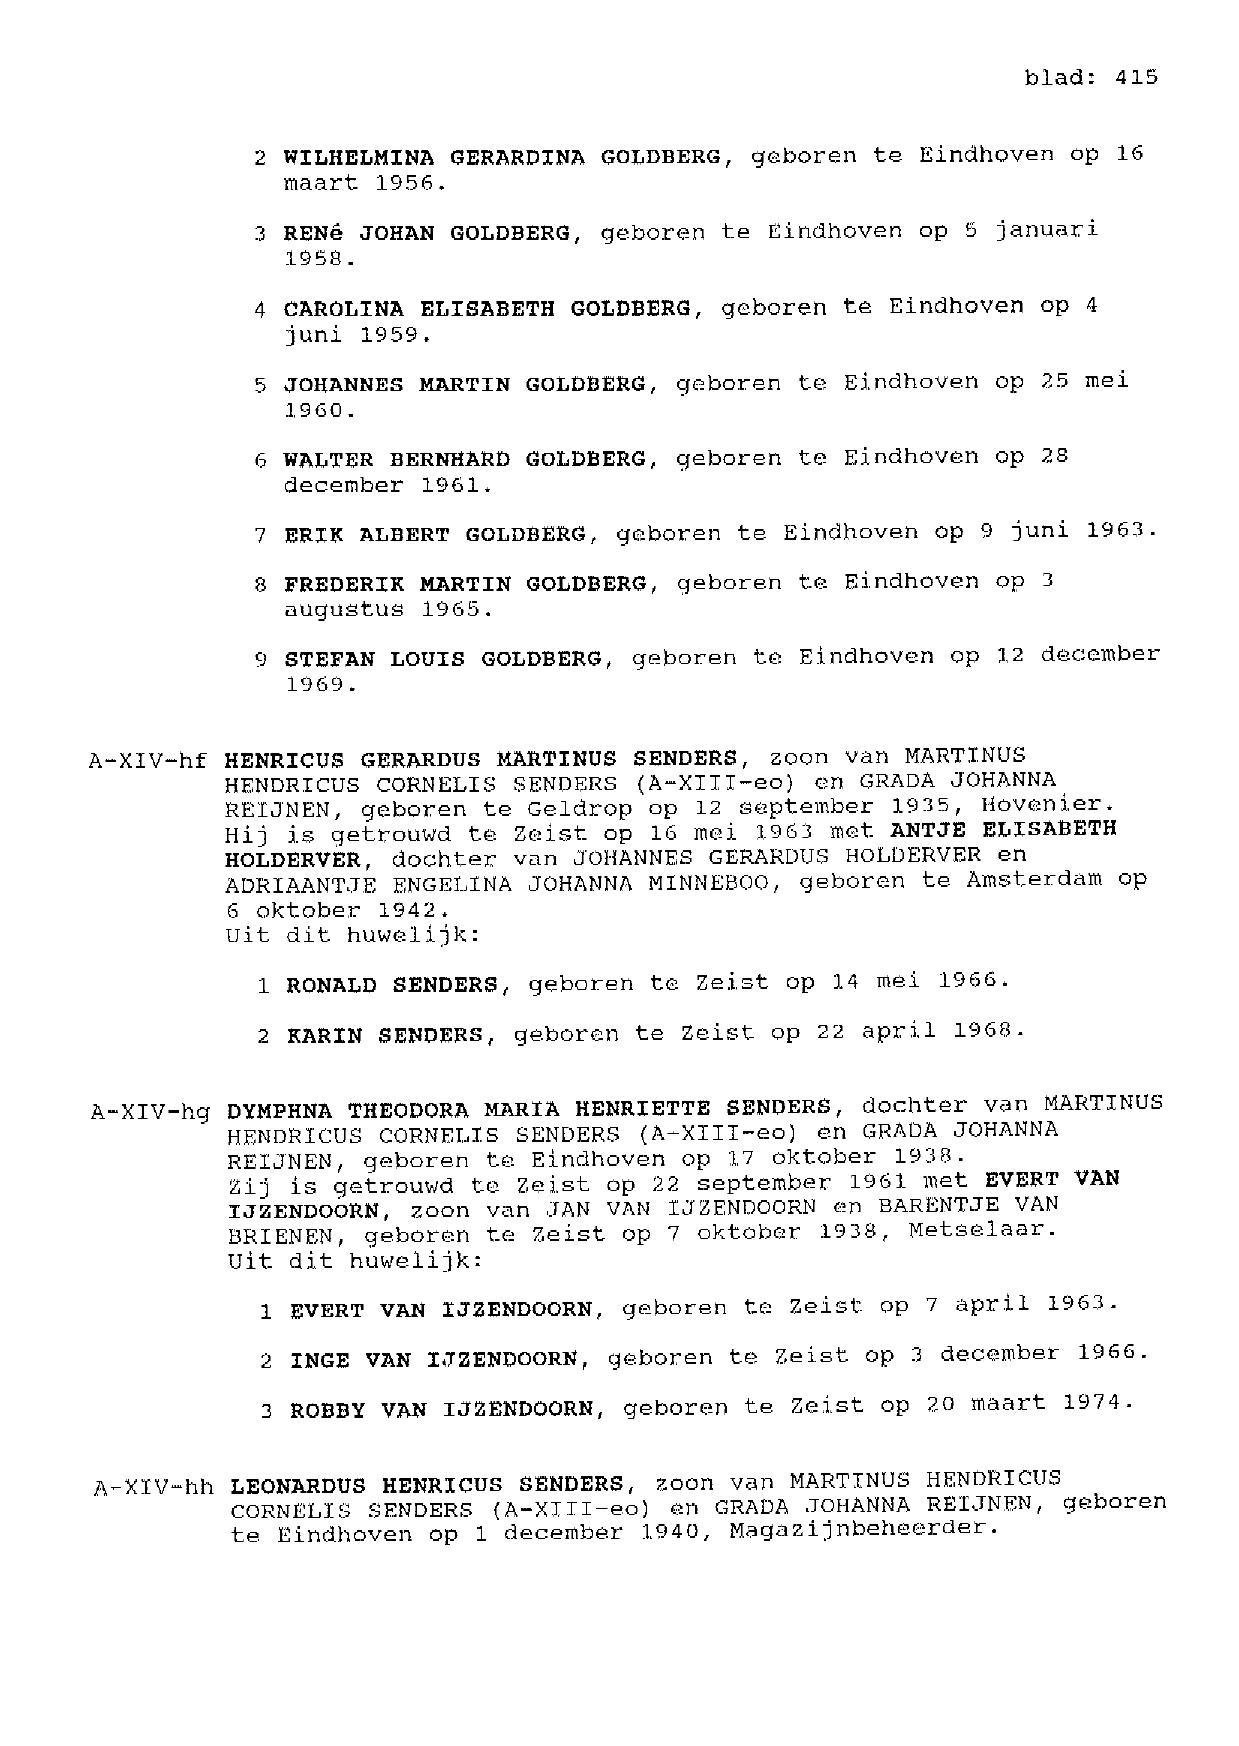 blad: 415
2 WILHELMINA GERARDINA GOLDBERG, geboren te Eindhoven op 16
maart 1956.
3 RENé JOHAN GOLDBERG, geboren te Eindhoven op 5 januari
1958.
4 CAROLINA ELISABETH GOLDBERG, geboren te Eindhoven op 4
juni 1959.
5 JOHANNES MARTIN GOLDBERG, geboren te Eindhoven op 25 mei
1960.
6 WALTER BERNHARD GOLDBERG, geboren te Eindhoven op 28
december 1961.
7 ERIK ALBERT GOLDBERG, geboren te Eindhoven op 9 juni 1963.
8 FREDERIK MARTIN GOLDBERG, geboren te Eindhoven op 3
augustus 1965.
9 STEFAN LOUIS GOLDBERG, geboren te Eindhoven op 12 december
1969.
A-XIV-hf HENRICUS GERARDUS MARTINUS SENDERS, zoon van MARTINUS
HENDRICUS CORNELIS SENDERS (A-XIII-eo) en GRADA JOHANNA
REIJNEN, geboren te Geldrop op 12 september 1935, Hovenier.
Hij is getrouwd te Zeist op 16 mei 1963 met ANTJE ELISABETH
HOLDERVER, dochter van JOHANNES GERARDUS HOLDERVER en
ADRIAANTJE ENGELINA JOHANNA MINNEBOO, geboren te Amsterdam op
6 oktober 1942.
Uit dit huwelijk:
1 RONALD SENDERS, geboren te Zeist op 14 mei 1966.
2 KARIN SENDERS, geboren te Zeist op 22 april 1968.
A-XIV-hg DYMPHNA THEODORA MARIA HENRIETTE SENDERS, dochter van MARTINUS
HENDRICUS CORNELIS SENDERS (A-XIII-eo) en GRADA JOHANNA
REIJNEN, geboren te Eindhoven op 17 oktober 1938.
Zij is getrouwd te Zeist op 22 september 1961 met EVERT VAN
IJZENDOORN, zoon van JAN VAN IJZENDOORN en BARENTJE VAN
BRIENEN, geboren te Zeist op 7 oktober 1938, Metselaar.
Uit dit huwelijk:
1 EVERT VAN IJZENDOORN, geboren te Zeist op 7 april 1963.
2 INGE VAN IJZENDOORN, geboren te Zeist op 3 december 1966.
3 ROBBY VAN IJZENDOORN, geboren te Zeist op 20 maart 1974.
A-XIV-hh LEONARDUS HENRICUS SENDERS, zoon van MARTINUS HENDRICUS
CORNELIS SENDERS (A-XIII-eo) en GRADA JOHANNA REIJNEN, geboren
te Eindhoven op 1 december 1940, Magazijnbeheerder.